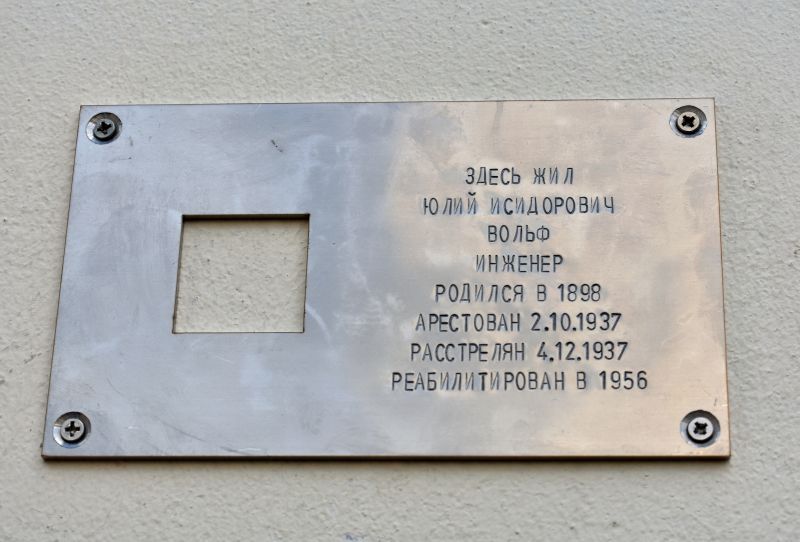 ЗДЕСЬ ЖИЛ
ЮЛИЙ ИСИДОРОВИЧ
ВОЛЬФ
ИНЖЕНЕР
РОДИЛСЯ В 1898
АРЕСТОВАН 2.10.1937
РАССТРЕЛЯН 4.12.1937
РЕАБИЛИТИРОВАН В 1956